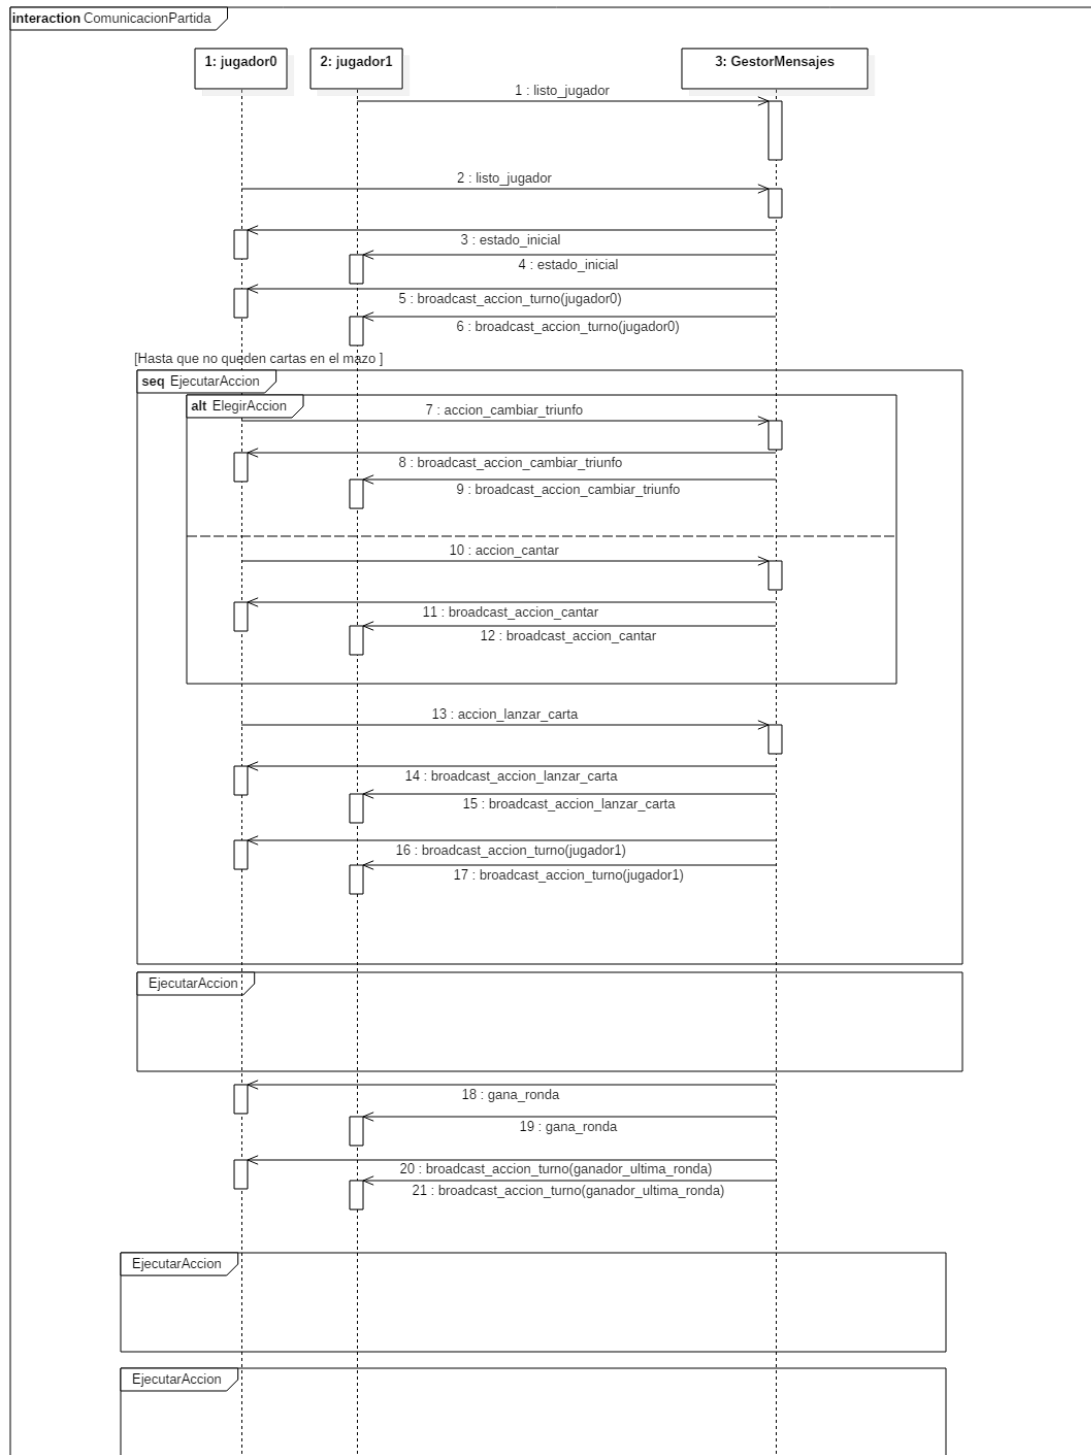 interaction ComunicacionPartida
1: jugador0
2: jugador1
3: GestorMensajes
1 : listo_jugador
2 : listo_jugador
3 : estado_inicial
4 : estado_inicial
5 : broadcast_accion_turno(jugador0)
6 : broadcast_accion_turno(jugador0)
[Hasta que no queden cartas en el mazo ]
seq EjecutarAccion
alt ElegirAccion
7 : accion_cambiar_triunfo
8 : broadcast_accion_cambiar_triunfo
9 : broadcast_accion_cambiar_triunfo
10 : accion_cantar
11 : broadcast_accion_cantar
12 : broadcast_accion_cantar
13 : accion_lanzar_carta
14 : broadcast_accion_lanzar_carta
15 : broadcast_accion_lanzar_carta
16 : broadcast_accion_turno(jugador1)
17 : broadcast_accion_turno(jugador1)
EjecutarAccion
18 : gana_ronda
19 : gana_ronda
20 : broadcast_accion_turno(ganador_ultima_ronda)
21 : broadcast_accion_turno(ganador_ultima_ronda)
EjecutarAccion
EjecutarAccion